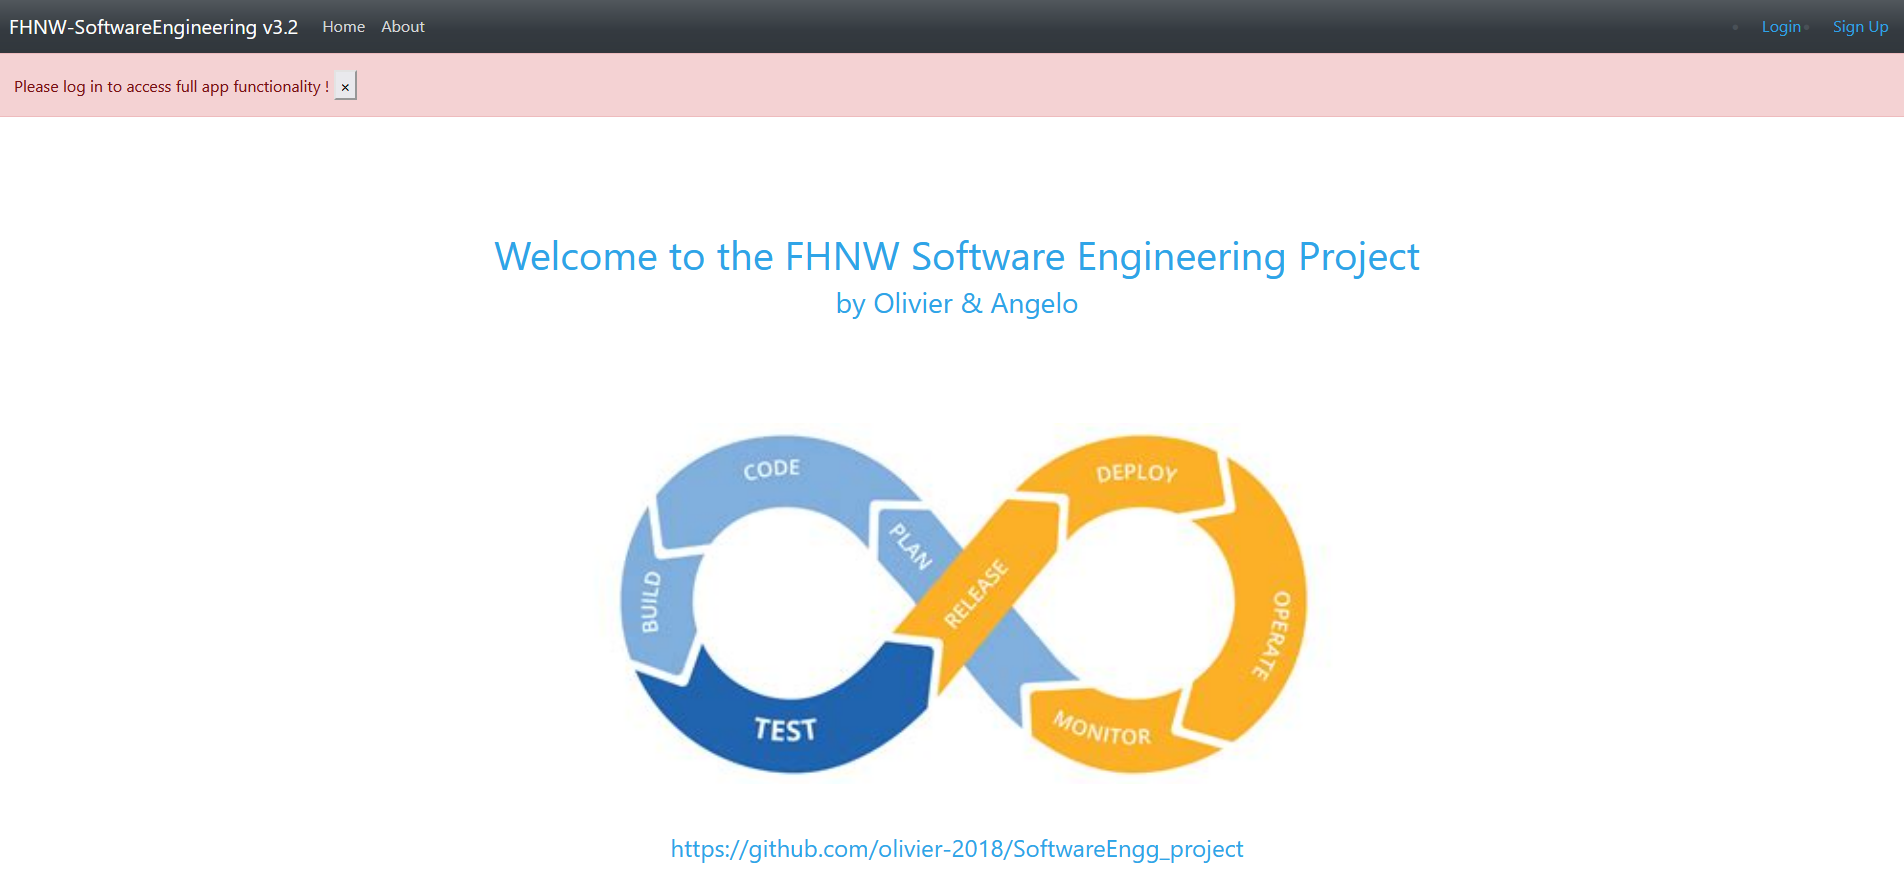 FHNW-SoftwareEngineering v3.2 Home About Login Sign Up
Please log in to access full app functionality ! ×
Welcome to the FHNW Software Engineering Project
by Olivier & Angelo
CODE
DEPLOY
PLAN
RELEASE
BUILD
OPERATE
TEST
MONITOR
https://github.com/olivier-2018/SoftwareEngg_project